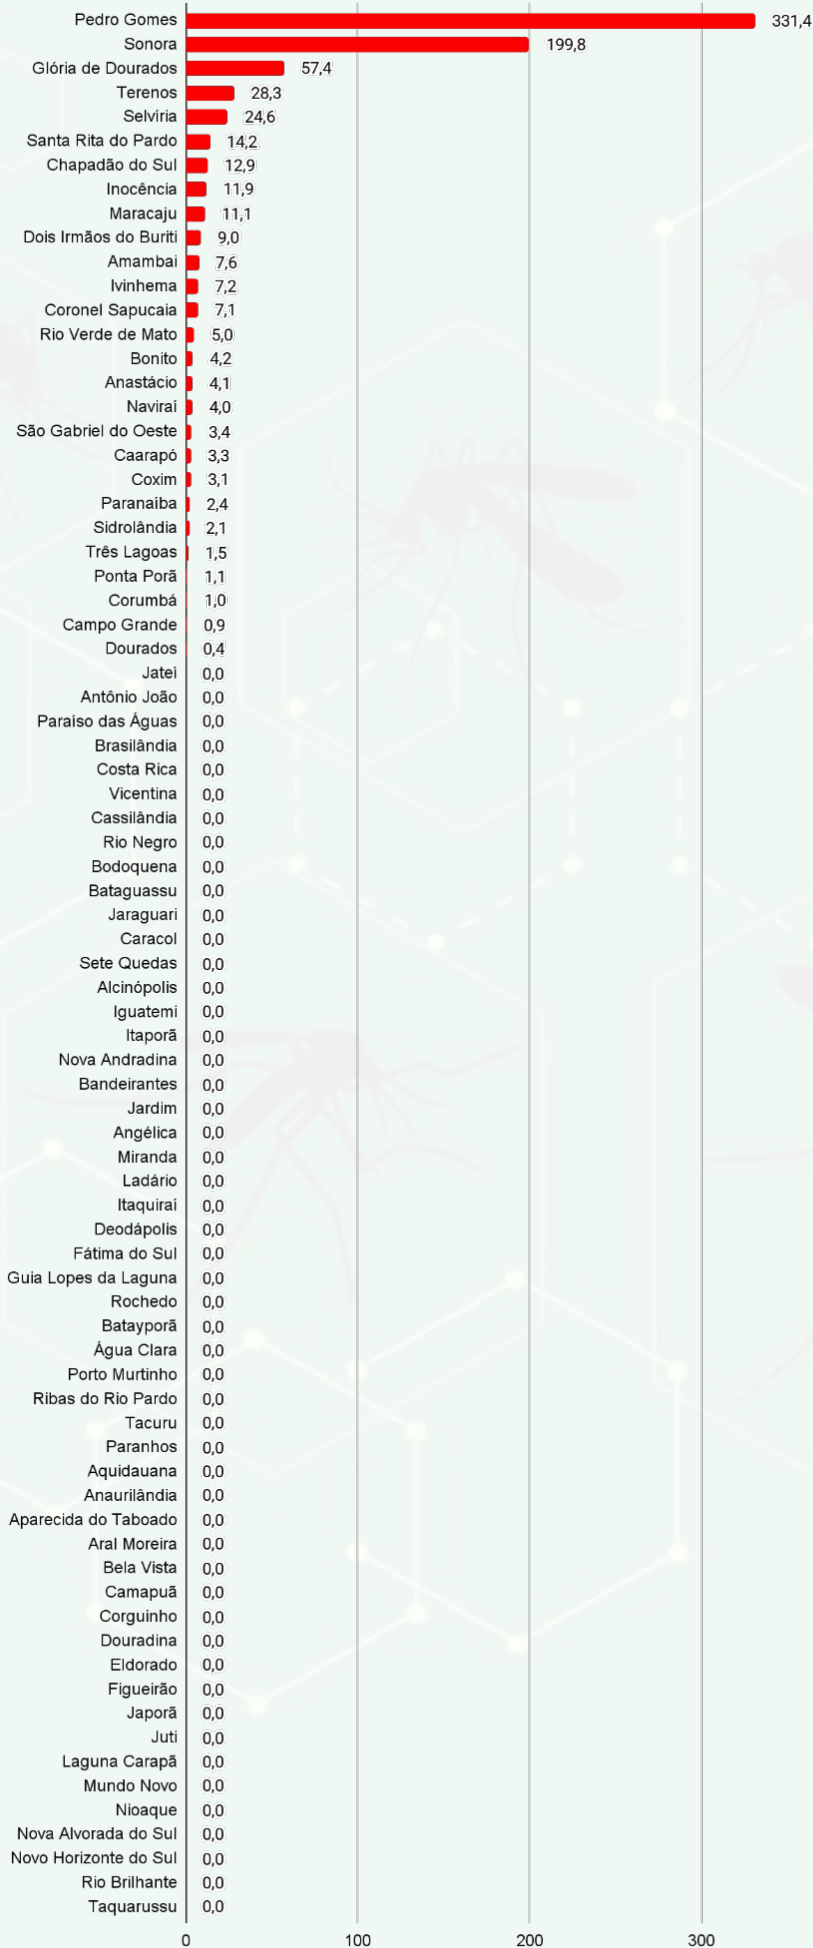 Pedro Gomes 331,4
Sonora 199,8
Glória de Dourados 57,4
Terenos 28,3
Selvíria 24,6
Santa Rita do Pardo 14,2
Chapadão do Sul 12,9
Inocência 11,9
Maracaju 11,1
Dois Irmãos do Buriti 9,0
Amambai 7,6
Ivinhema 7,2
Coronel Sapucaia 7,1
Rio Verde de Mato 5,0
Bonito 4,2
Anastácio 4,1
Naviraí 4,0
São Gabriel do Oeste 3,4
Caarapó 3,3
Coxim 3,1
Paranaíba 2,4
Sidrolândia 2,1
Três Lagoas 1,5
Ponta Porã 1,1
Corumbá 1,0
Campo Grande 0,9
Dourados 0,4
Jateí 0,0
Antônio João 0,0
Paraíso das Águas 0,0
Brasilândia 0,0
Costa Rica 0,0
Vicentina 0,0
Cassilândia 0,0
Rio Negro 0,0
Bodoquena 0,0
Bataguassu 0,0
Jaraguari 0,0
Caracol 0,0
Sete Quedas 0,0
Alcinópolis 0,0
Iguatemi 0,0
Itaporã 0,0
Nova Andradina 0,0
Bandeirantes 0,0
Jardim 0,0
Angélica 0,0
Miranda 0,0
Ladário 0,0
Itaquiraí 0,0
Deodápolis 0,0
Fátima do Sul 0,0
Guia Lopes da Laguna 0,0
Rochedo 0,0
Batayporã 0,0
Água Clara 0,0
Porto Murtinho 0,0
Ribas do Rio Pardo 0,0
Tacuru 0,0
Paranhos 0,0
Aquidauana 0,0
Anaurilândia 0,0
Aparecida do Taboado 0,0
Aral Moreira 0,0
Bela Vista 0,0
Camapuã 0,0
Corguinho 0,0
Douradina 0,0
Eldorado 0,0
Figueirão 0,0
Japorã 0,0
Juti 0,0
Laguna Carapã 0,0
Mundo Novo 0,0
Nioaque 0,0
Nova Alvorada do Sul 0,0
Novo Horizonte do Sul 0,0
Rio Brilhante 0,0
Taquarussu 0,0
0 100 200 300